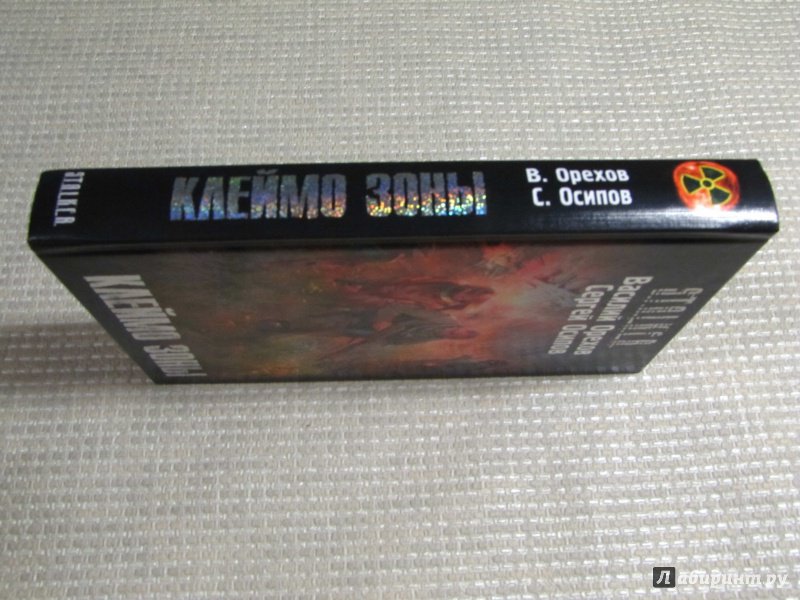 S.T.A.L.K.E.R.
КЛЕЙМО ЗОНЫ
В. Орехов
С. Осипов
S.T.A.L.K.E.R.
Василий Орехов
Сергей Осипов
КЛЕЙМО ЗОНЫ
Лабиринт.ру